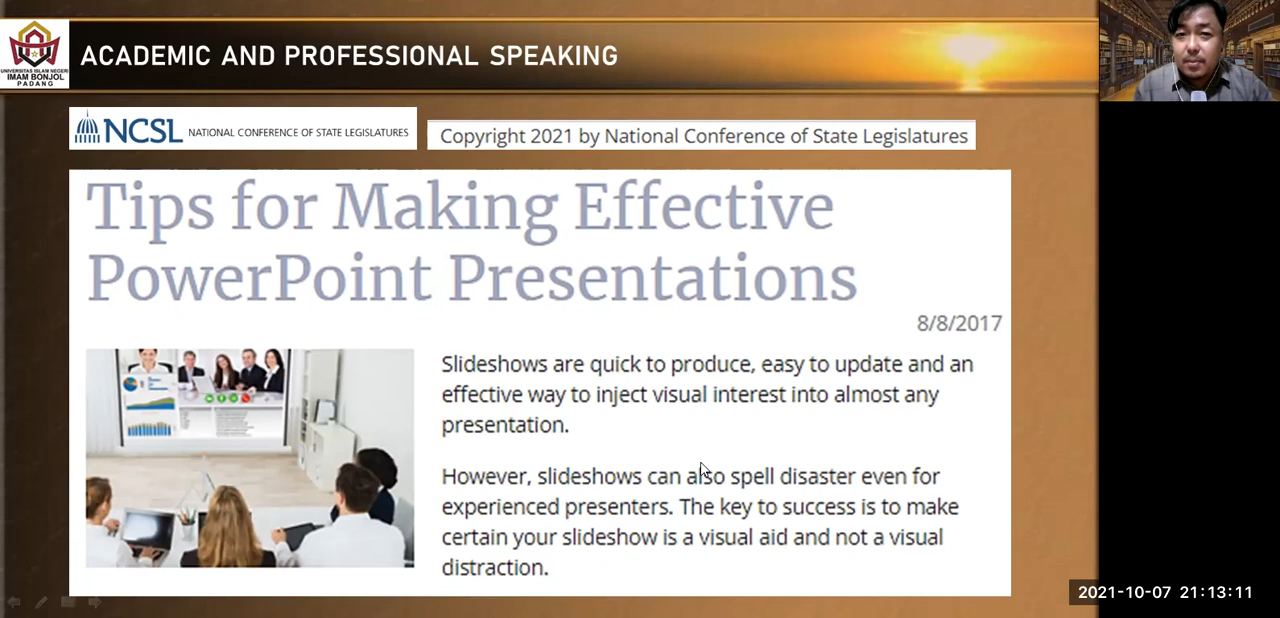 UNIVERSITAS ISLAM NEGERI
IMAM BONJOL
PADANG
ACADEMIC AND PROFESSIONAL SPEAKING
NCSL NATIONAL CONFERENCE OF STATE LEGISLATURES
Copyright 2021 by National Conference of State Legislatures
Tips for Making Effective
PowerPoint Presentations
8/8/2017
Slideshows are quick to produce, easy to update and an
effective way to inject visual interest into almost any
presentation.
However, slideshows can also spell disaster even for
experienced presenters. The key to success is to make
certain your slideshow is a visual aid and not a visual
distraction.
2021-10-07 21:13:11